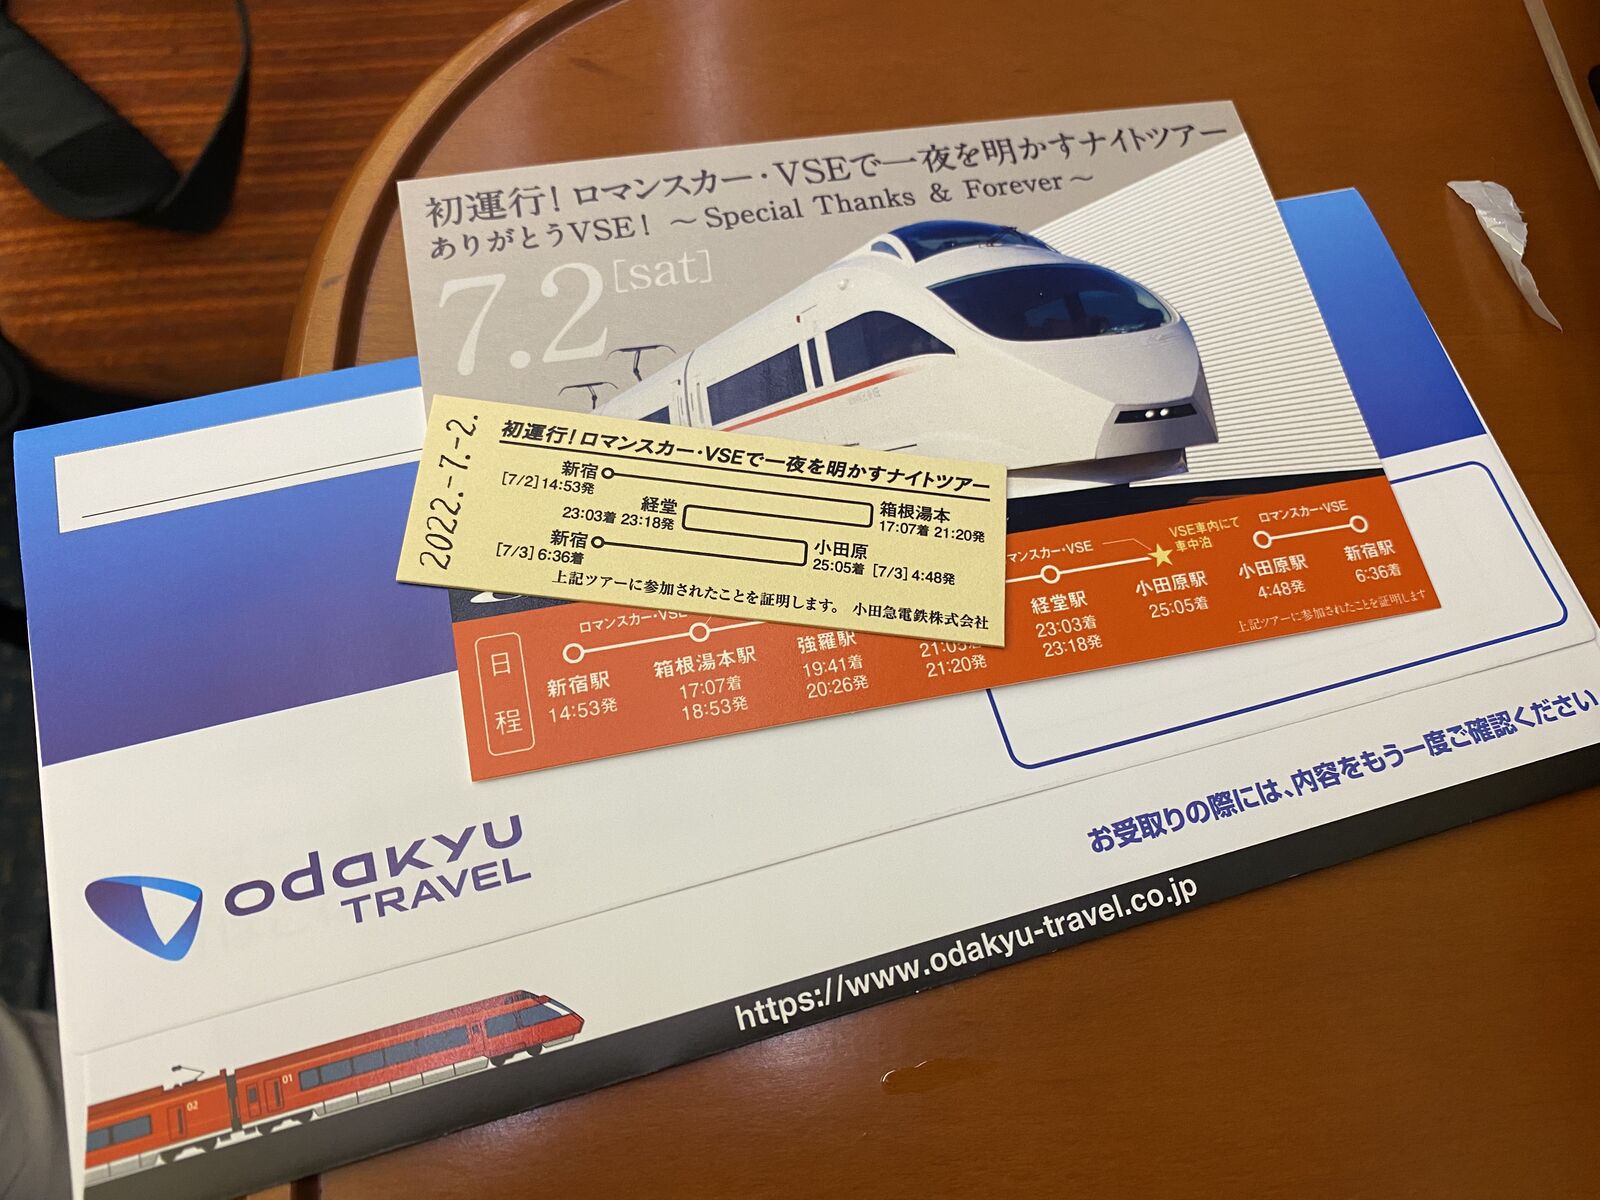 初運行！ロマンスカー・VSEで一夜を明かすナイトツアー
ありがとうVSE！ ～Special Thanks & Forever～
7.2[sat]
2022.-7.-2.
初運行！ロマンスカー・VSEで一夜を明かすナイトツアー
新宿
[7/2]14:53発
経堂
23:03着 23:18発
箱根湯本
17:07着 21:20発
新宿
[7/3]6:36着
小田原
25:05着 [7/3]4:48発
上記ツアーに参加されたことを証明します。 小田急電鉄株式会社
日程
ロマンスカー・VSE
新宿駅
14:53発
箱根湯本駅
17:07着
18:53発
強羅駅
19:41着
20:26発
21:05着
21:20発
マンスカー・VSE
経堂駅
23:03着
23:18発
VSE車内にて
車中泊
小田原駅
25:05着
ロマンスカー・VSE
小田原駅
4:48発
新宿駅
6:36着
上記ツアーに参加されたことを証明します
お受取りの際には、内容をもう一度ご確認ください
odakyu
TRAVEL
https://www.odakyu-travel.co.jp
02
01